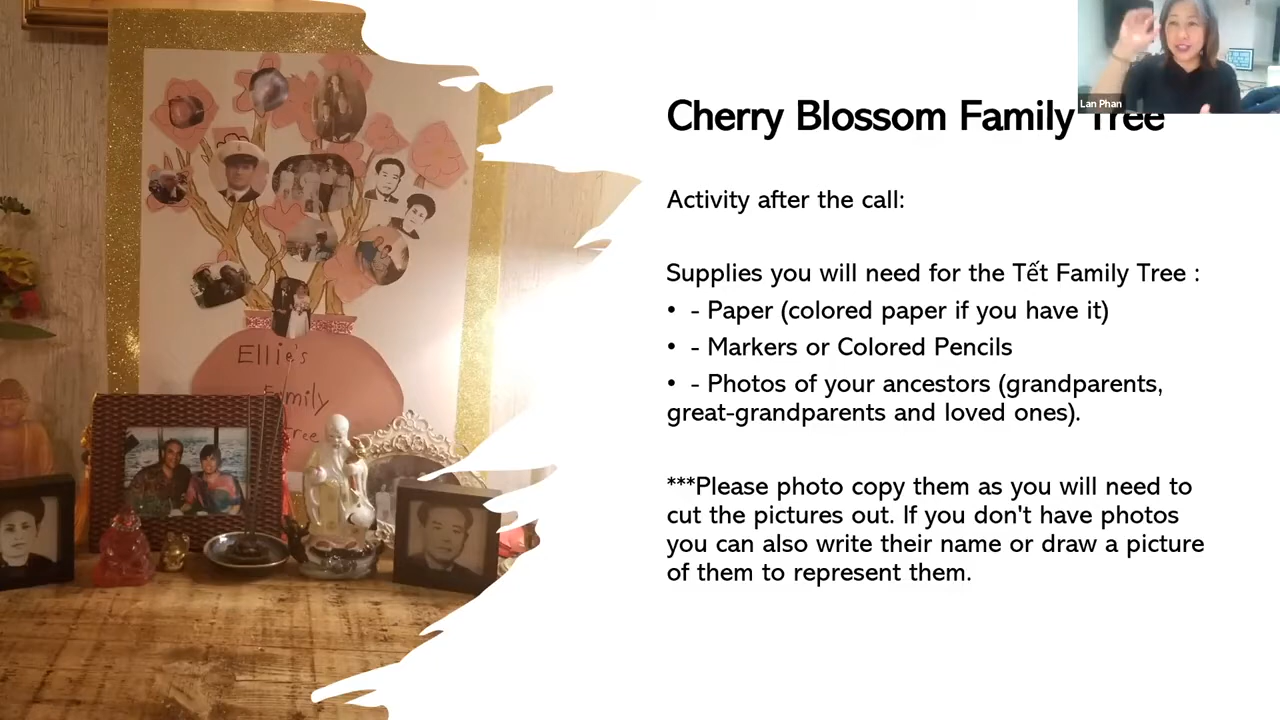 Lan Phan
Cherry Blossom Family Tree
Activity after the call:
Supplies you will need for the Tết Family Tree :
• - Paper (colored paper if you have it)
• - Markers or Colored Pencils
• - Photos of your ancestors (grandparents,
great-grandparents and loved ones).
***Please photo copy them as you will need to
cut the pictures out. If you don't have photos
you can also write their name or draw a picture
of them to represent them.
Ellie's
Family
Tree